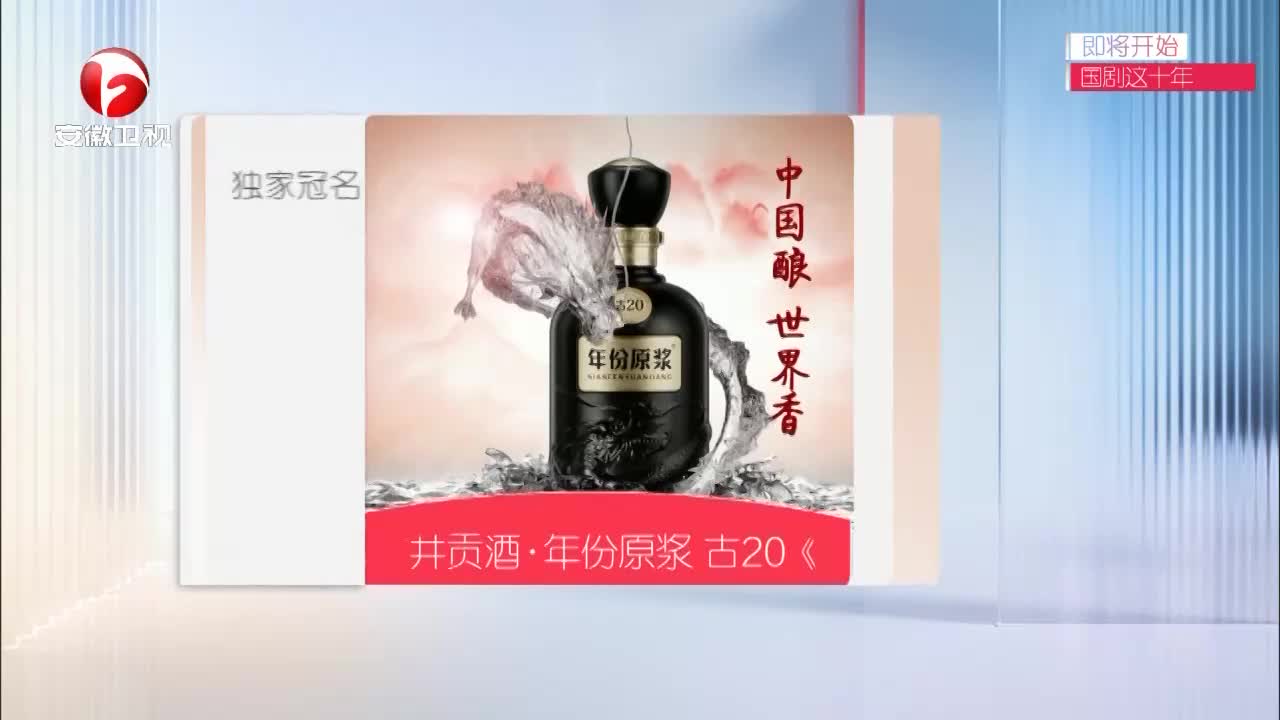 安徽卫视
即将开始
国剧这十年
独家冠名
中国酿 世界香
古20
年份原浆
NIANFENYUANJIANG
井贡酒·年份原浆 古20《